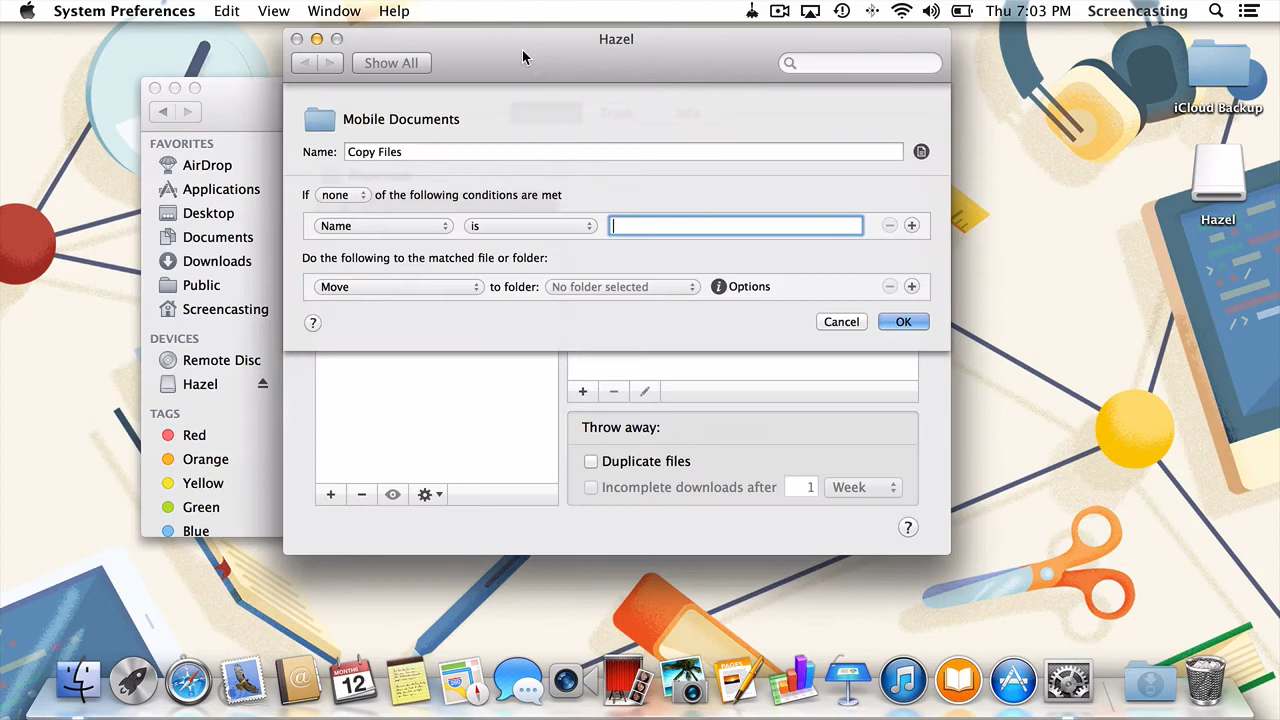 System Preferences Edit View Window Help Thu 7:03 PM Screencasting
Hazel
Show All
Mobile Documents
Name: Copy Files
If none of the following conditions are met
Name is
Do the following to the matched file or folder:
Move to folder: No folder selected Options
? Cancel OK
Throw away:
Duplicate files
Incomplete downloads after 1 Week
?
FAVORITES
AirDrop
Applications
Desktop
Documents
Downloads
Public
Screencasting
DEVICES
Remote Disc
Hazel
TAGS
Red
Orange
Yellow
Green
Blue
iCloud Backup
Hazel
MONTHS
12
PAGES